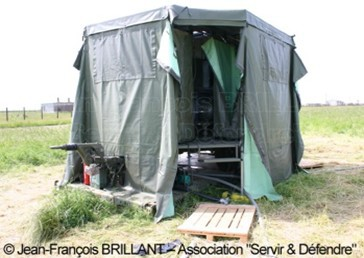 © Jean-François BRILLANT – Association "Servir & Défendre"